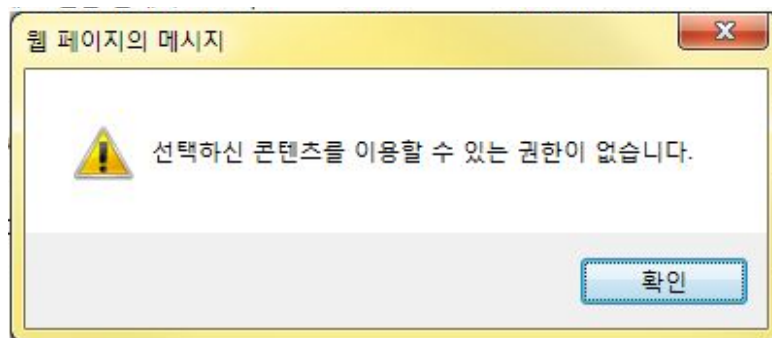 웹 페이지의 메시지
선택하신 콘텐츠를 이용할 수 있는 권한이 없습니다.
확인